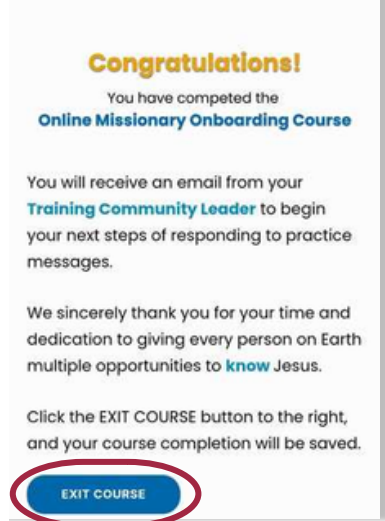 Congratulations!
You have competed the
Online Missionary Onboarding Course
You will receive an email from your
Training Community Leader to begin
your next steps of responding to practice
messages.
We sincerely thank you for your time and
dedication to giving every person on Earth
multiple opportunities to know Jesus.
Click the EXIT COURSE button to the right,
and your course completion will be saved.
EXIT COURSE